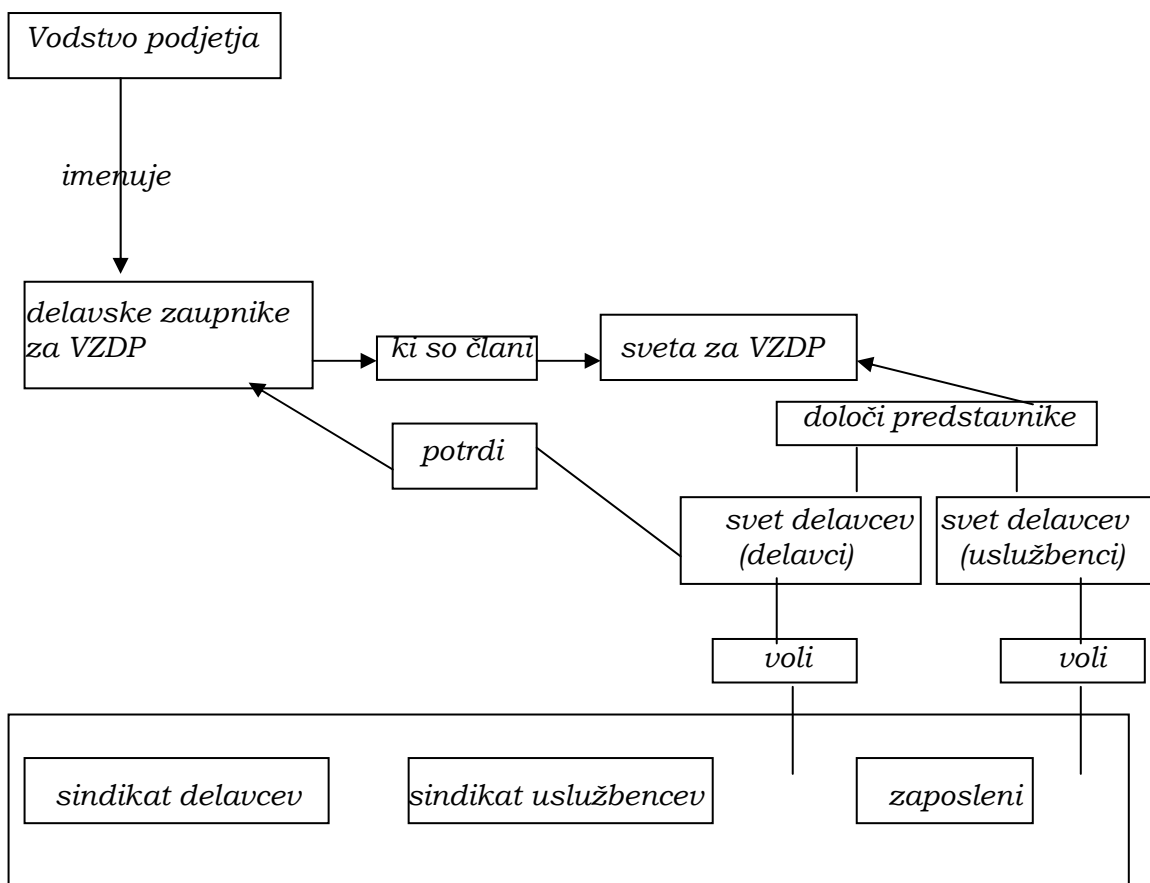 Vodstvo podjetja
imenuje
delavske zaupnike
za VZDP
ki so člani
sveta za VZDP
določi predstavnike
potrdi
svet delavcev
(delavci)
svet delavcev
(uslužbenci)
voli
voli
sindikat delavcev
sindikat uslužbencev
zaposleni